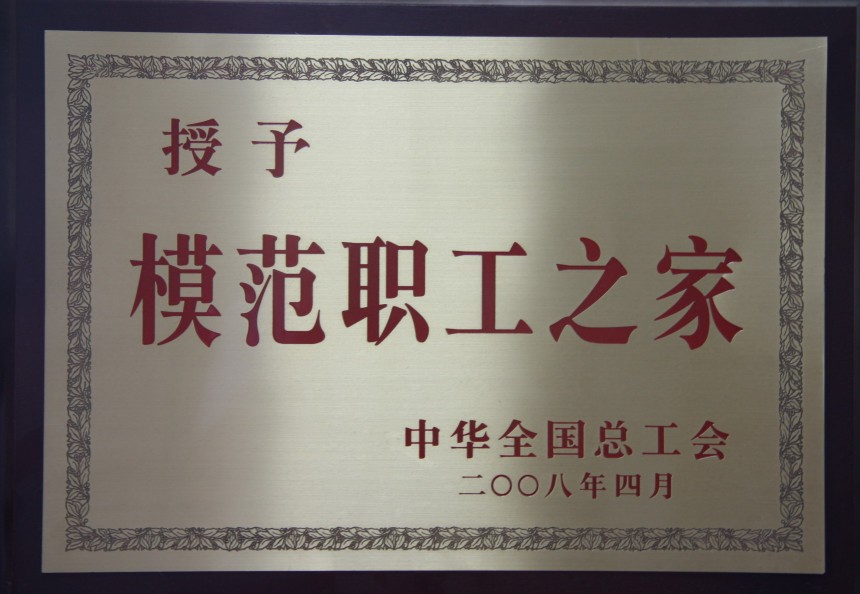 授予
模范职工之家
中华全国总工会
二〇〇八年四月